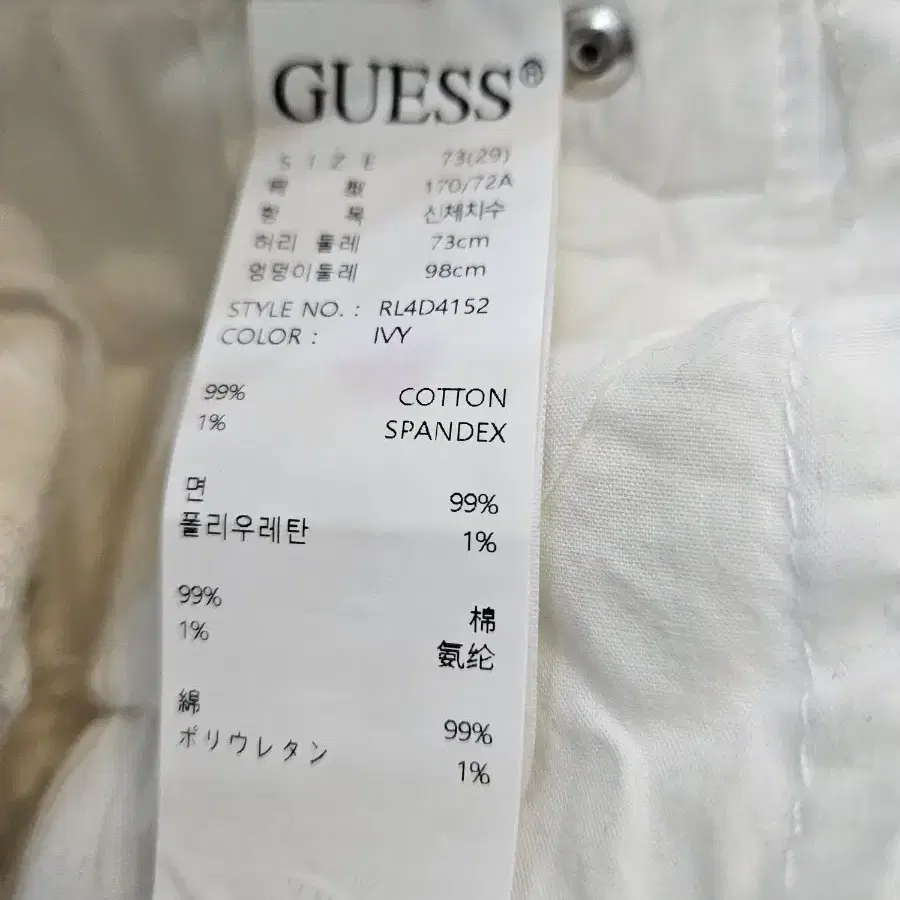 GUESS®
SIZE 73(29)
170/72A
항 목 신체치수
허리 둘레 73cm
엉덩이둘레 98cm
STYLE NO. : RL4D4152
COLOR : IVY
99% COTTON
1% SPANDEX
면 99%
폴리우레탄 1%
99% 棉
1% 氨纶
綿 99%
ポリウレタン 1%